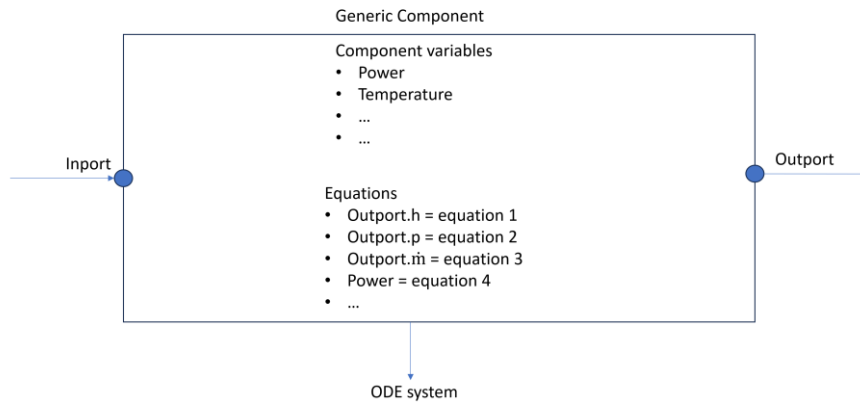 Generic Component
Component variables
• Power
• Temperature
• ...
• ...
Inport
Outport
Equations
• Outport.h = equation 1
• Outport.p = equation 2
• Outport.ṁ = equation 3
• Power = equation 4
• ...
ODE system